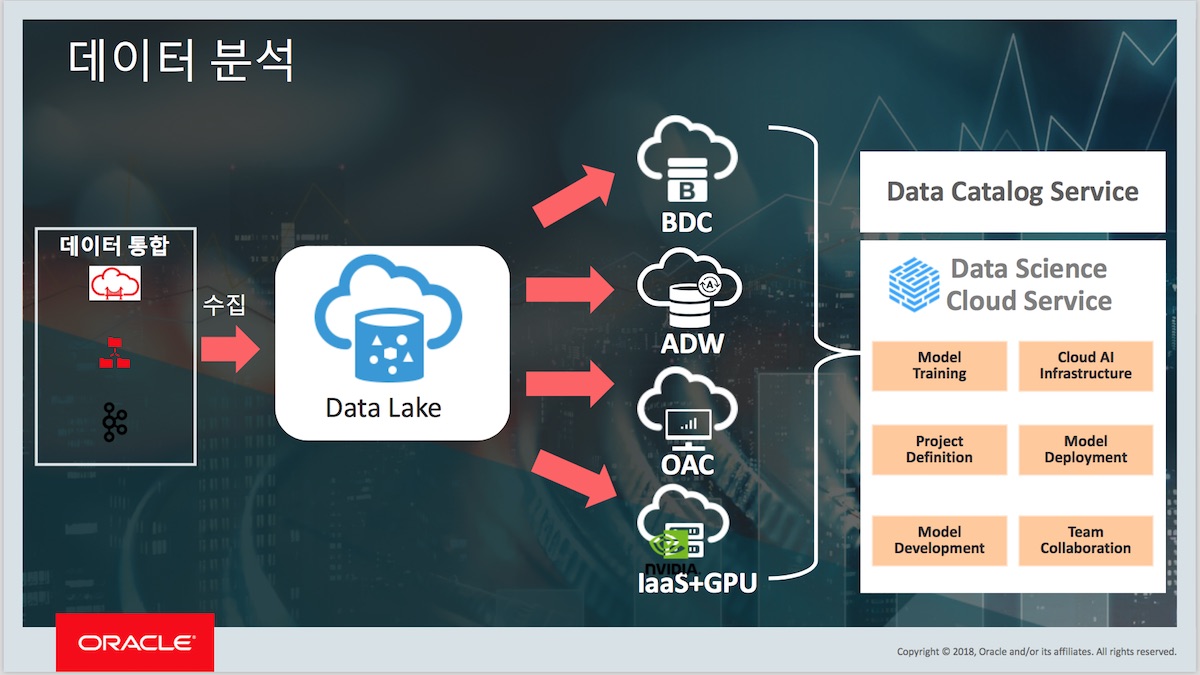 데이터 분석
데이터 통합
수집
Data Lake
B
BDC
A
ADW
OAC
NVIDIA.
IaaS+GPU
Data Catalog Service
Data Science
Cloud Service
Model
Training
Cloud AI
Infrastructure
Project
Definition
Model
Deployment
Model
Development
Team
Collaboration
ORACLE®
Copyright © 2018, Oracle and/or its affiliates. All rights reserved.